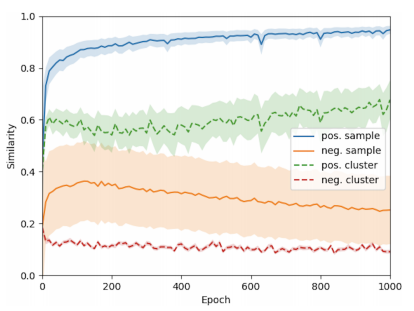 1.0
0.8
0.6
0.4
0.2
0.0
Similarity
pos. sample
neg. sample
pos. cluster
neg. cluster
0
200
400
600
800
1000
Epoch